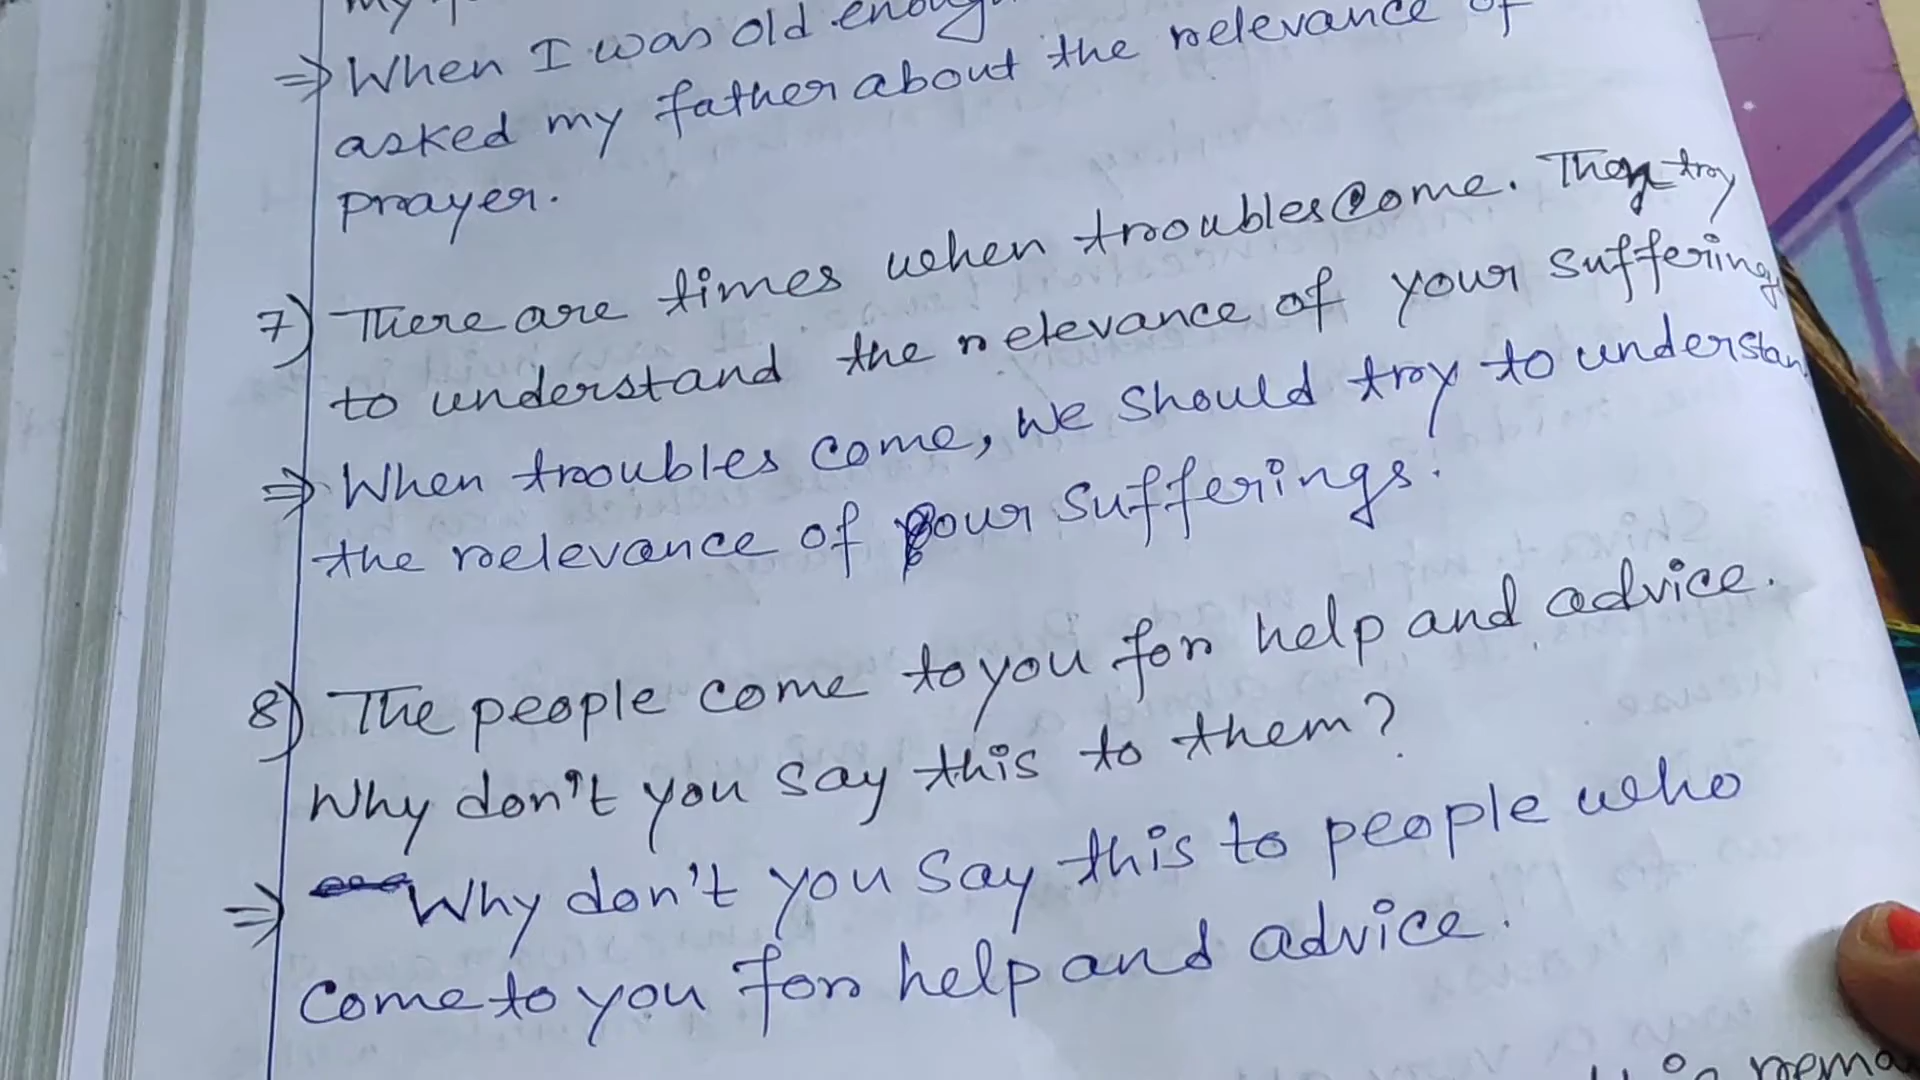 => When I was old enough
asked my father about the relevance of
prayer.
7) There are times when troubles come. Then try
to understand the relevance of your suffering
=> When troubles come, we should try to understan
the relevance of our sufferings.
8) The people come to you for help and advice.
Why don't you say this to them?
=> Why don't you say this to people who
come to you for help and advice.